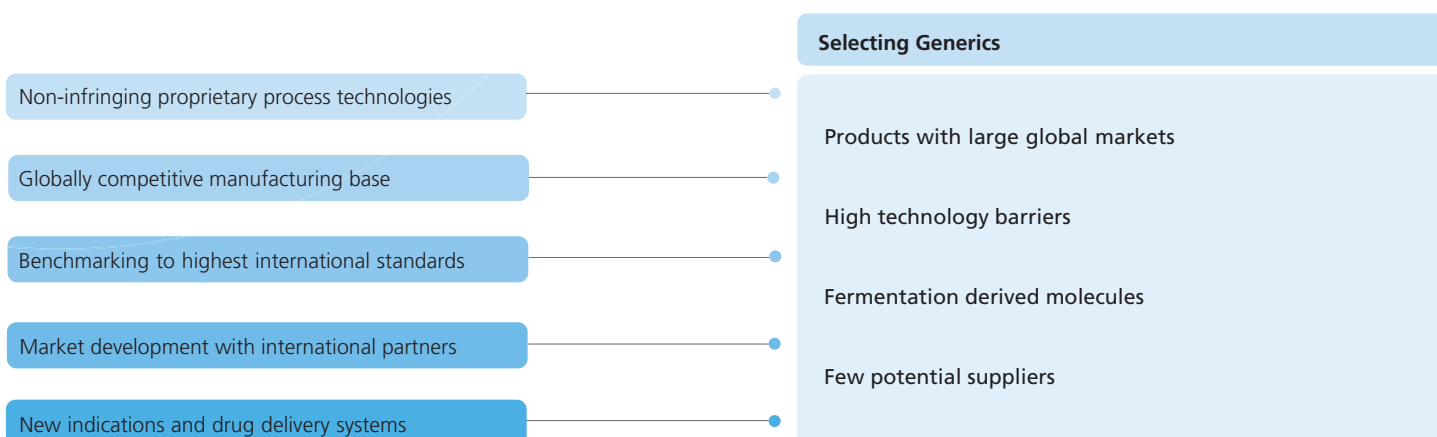 Selecting Generics
Non-infringing proprietary process technologies
Globally competitive manufacturing base
Benchmarking to highest international standards
Market development with international partners
New indications and drug delivery systems
Products with large global markets
High technology barriers
Fermentation derived molecules
Few potential suppliers